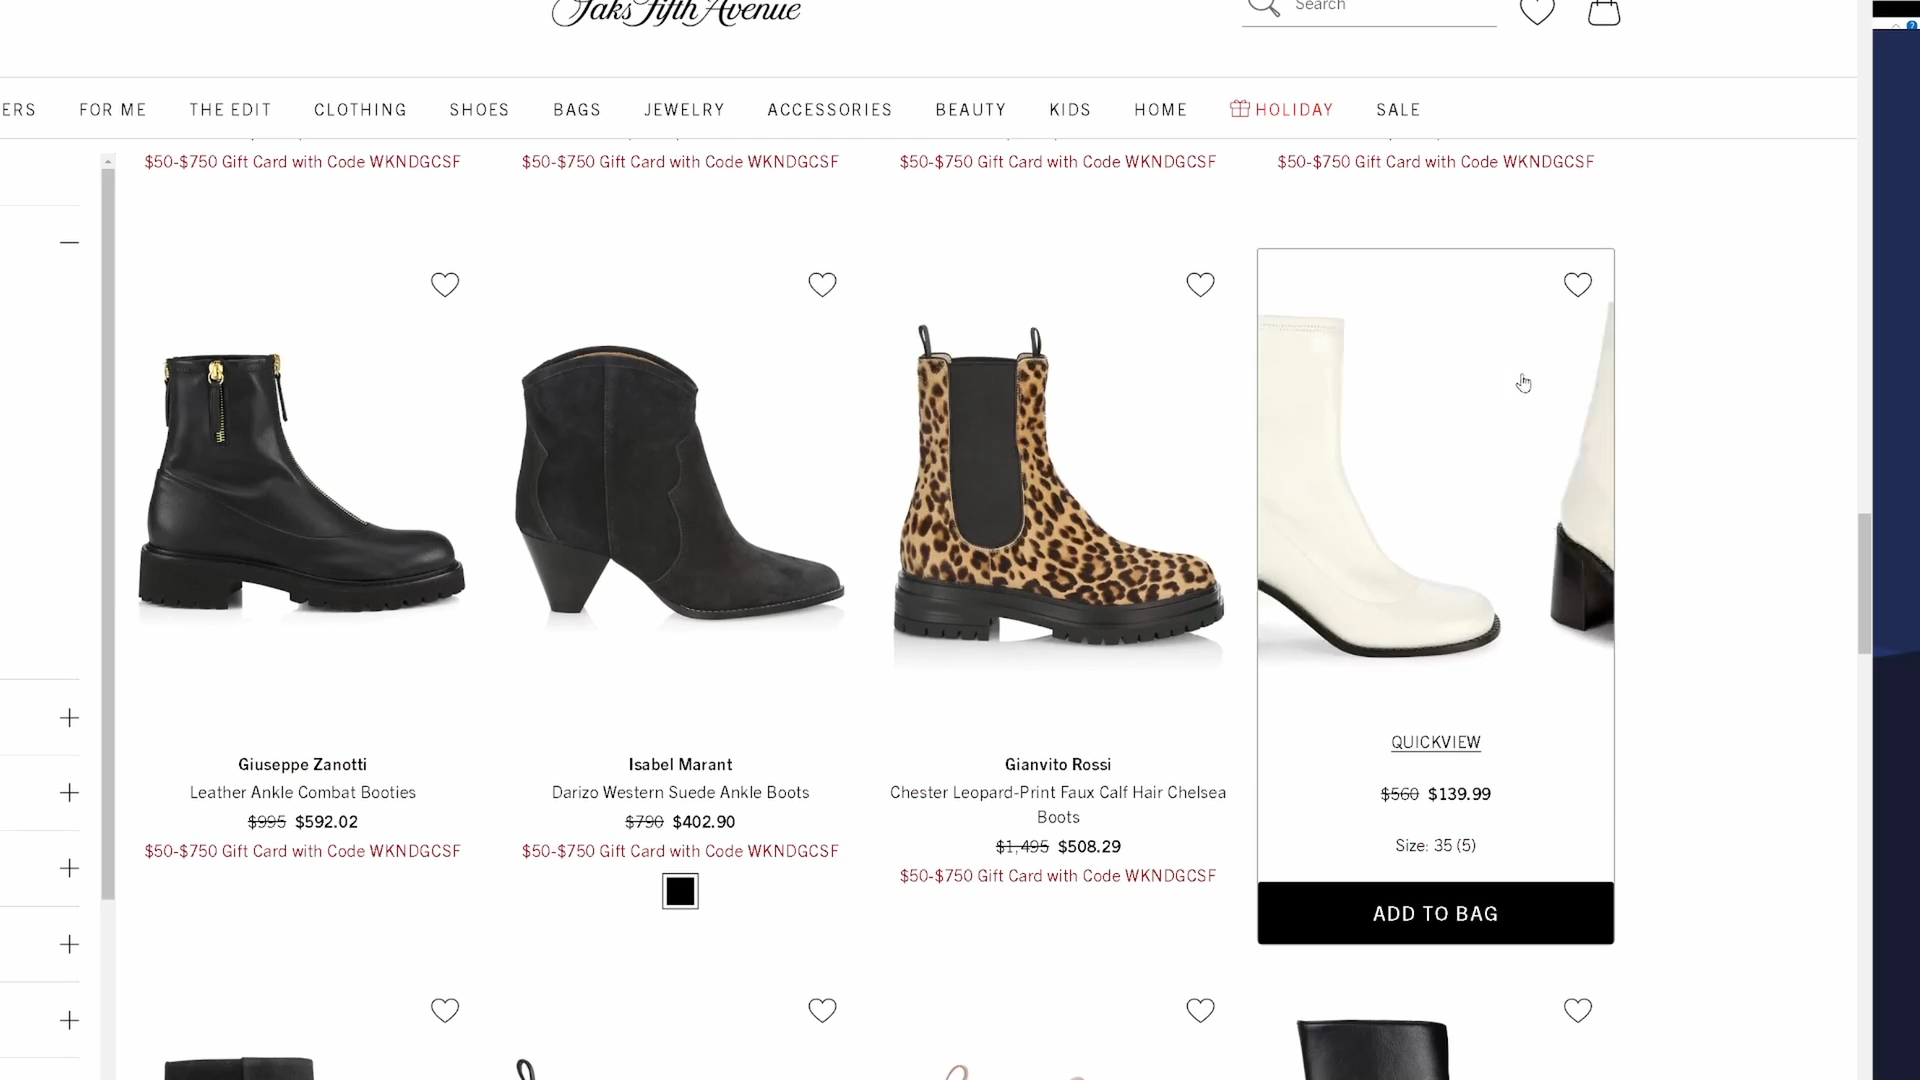 Saks Fifth Avenue
Search
ERS
FOR ME
THE EDIT
CLOTHING
SHOES
BAGS
JEWELRY
ACCESSORIES
BEAUTY
KIDS
HOME
HOLIDAY
SALE
$50-$750 Gift Card with Code WKNDGCSF
$50-$750 Gift Card with Code WKNDGCSF
$50-$750 Gift Card with Code WKNDGCSF
$50-$750 Gift Card with Code WKNDGCSF
Giuseppe Zanotti
Leather Ankle Combat Booties
$995 $592.02
$50-$750 Gift Card with Code WKNDGCSF
Isabel Marant
Darizo Western Suede Ankle Boots
$790 $402.90
$50-$750 Gift Card with Code WKNDGCSF
Gianvito Rossi
Chester Leopard-Print Faux Calf Hair Chelsea
Boots
$1,495 $508.29
$50-$750 Gift Card with Code WKNDGCSF
QUICKVIEW
$560 $139.99
Size: 35 (5)
ADD TO BAG